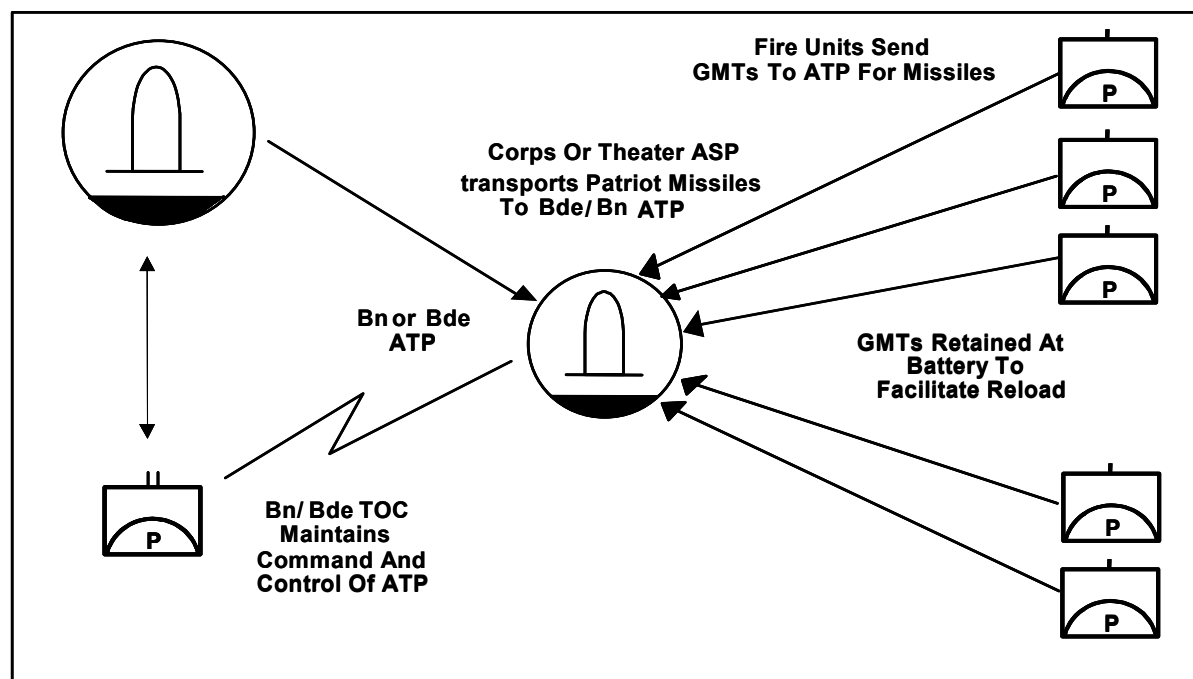 Fire Units Send
GMTs To ATP For Missiles
P
Corps Or Theater ASP
transports Patriot Missiles
To Bde/Bn ATP
P
P
Bn or Bde
ATP
GMTs Retained At
Battery To
Facilitate Reload
P
Bn/ Bde TOC
Maintains
Command And
Control Of ATP
P
P